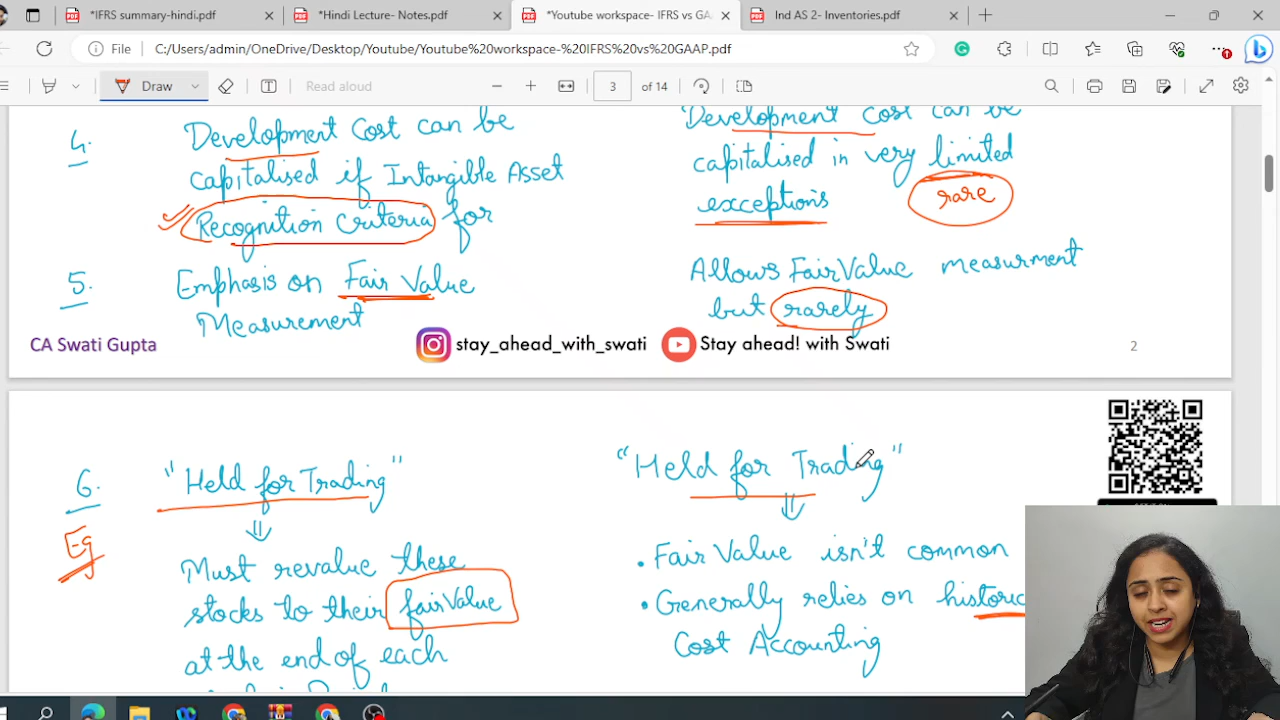 *IFRS summary-hindi.pdf
*Hindi Lecture- Notes.pdf
*Youtube workspace- IFRS vs GA
Ind AS 2- Inventories.pdf
File
C:/Users/admin/OneDrive/Desktop/Youtube/Youtube%20workspace-%20IFRS%20vs%20GAAP.pdf
Draw
Read aloud
3 of 14
4. Development Cost can be
capitalised if Intangible Asset
Recognition Criteria for
Development Cost can be
capitalised in very limited
exceptions
rare
5. Emphasis on Fair Value
Measurement
Allows Fair Value measurment
but rarely
CA Swati Gupta
stay_ahead_with_swati
Stay ahead! with Swati
2
6. "Held for Trading"
Eg
Must revalue these
stocks to their fair Value
at the end of each
"Held for Trading"
• Fair Value isn't common
• Generally relies on historic
Cost Accounting